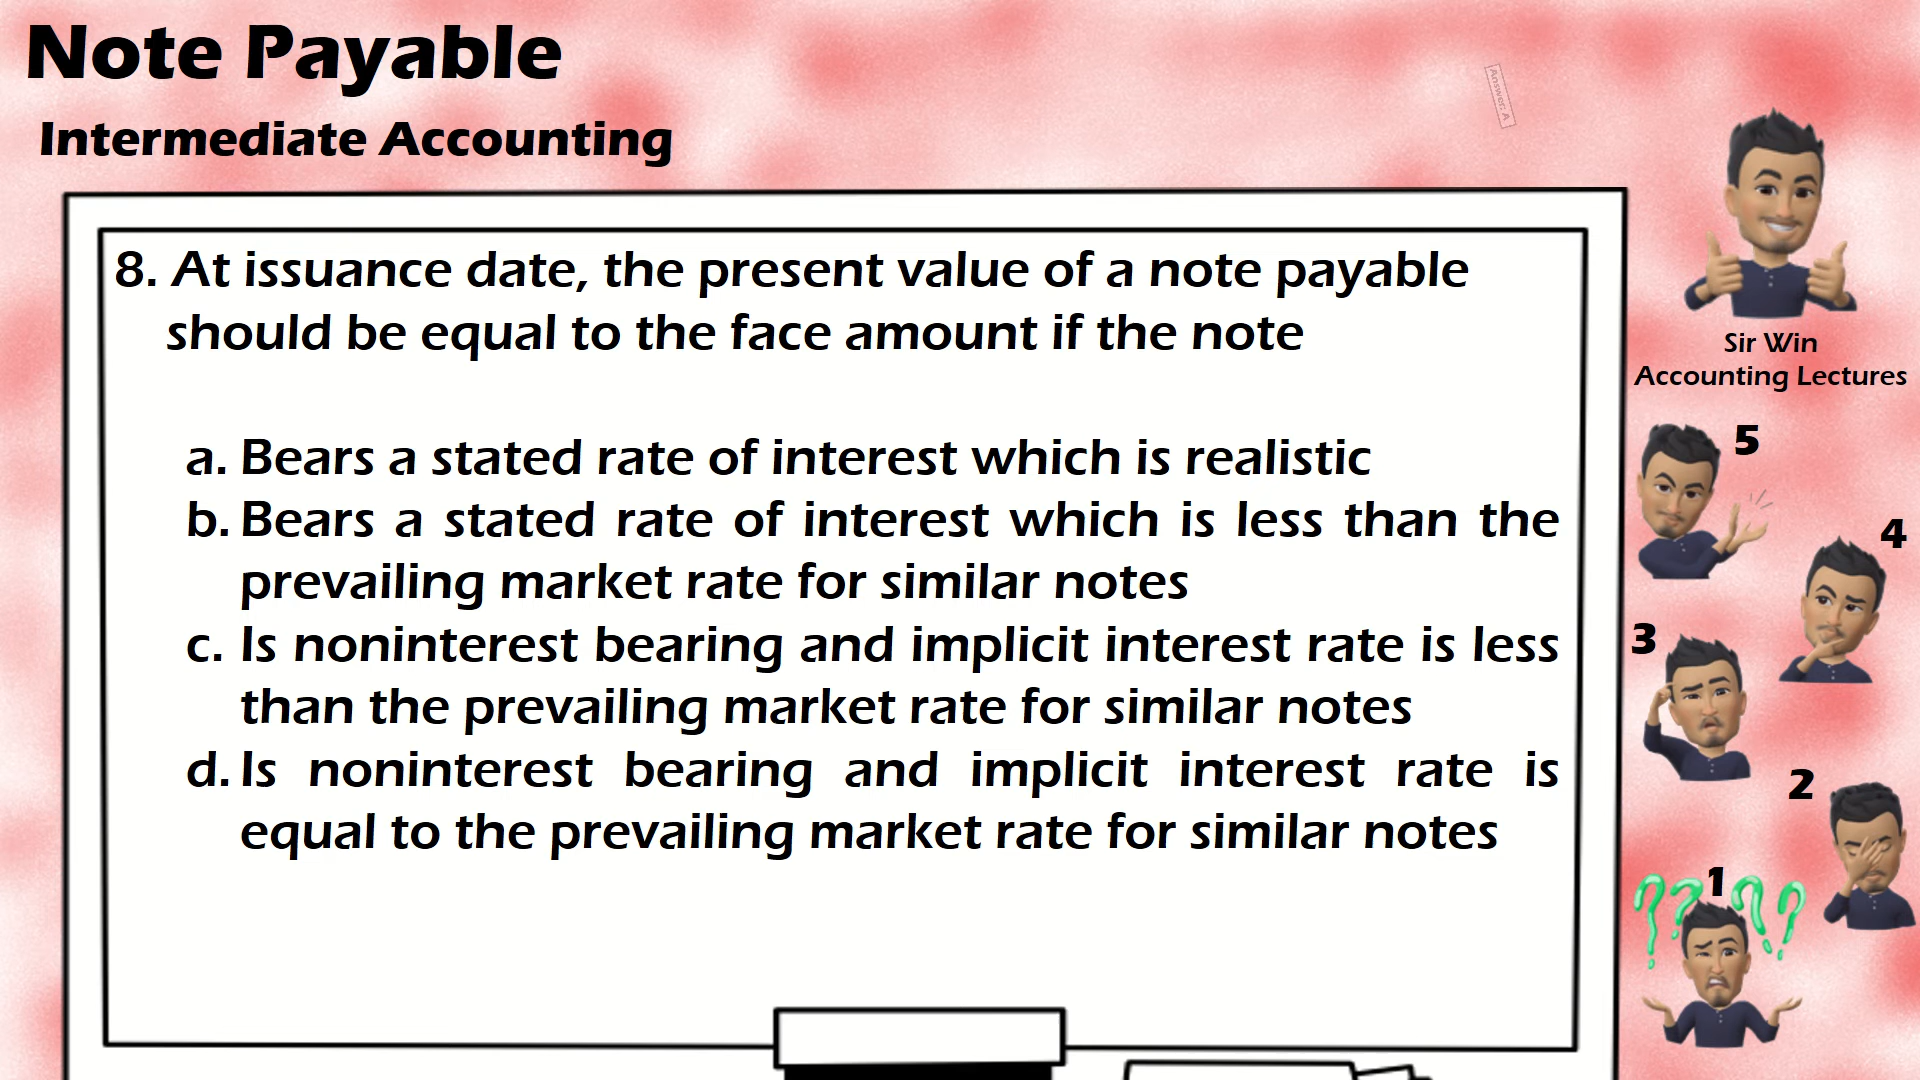 Note Payable
Intermediate Accounting
Answer: A
8. At issuance date, the present value of a note payable
should be equal to the face amount if the note
a. Bears a stated rate of interest which is realistic
b. Bears a stated rate of interest which is less than the
prevailing market rate for similar notes
c. Is noninterest bearing and implicit interest rate is less
than the prevailing market rate for similar notes
d. Is noninterest bearing and implicit interest rate is
equal to the prevailing market rate for similar notes
Sir Win
Accounting Lectures
5
4
3
2
1
????